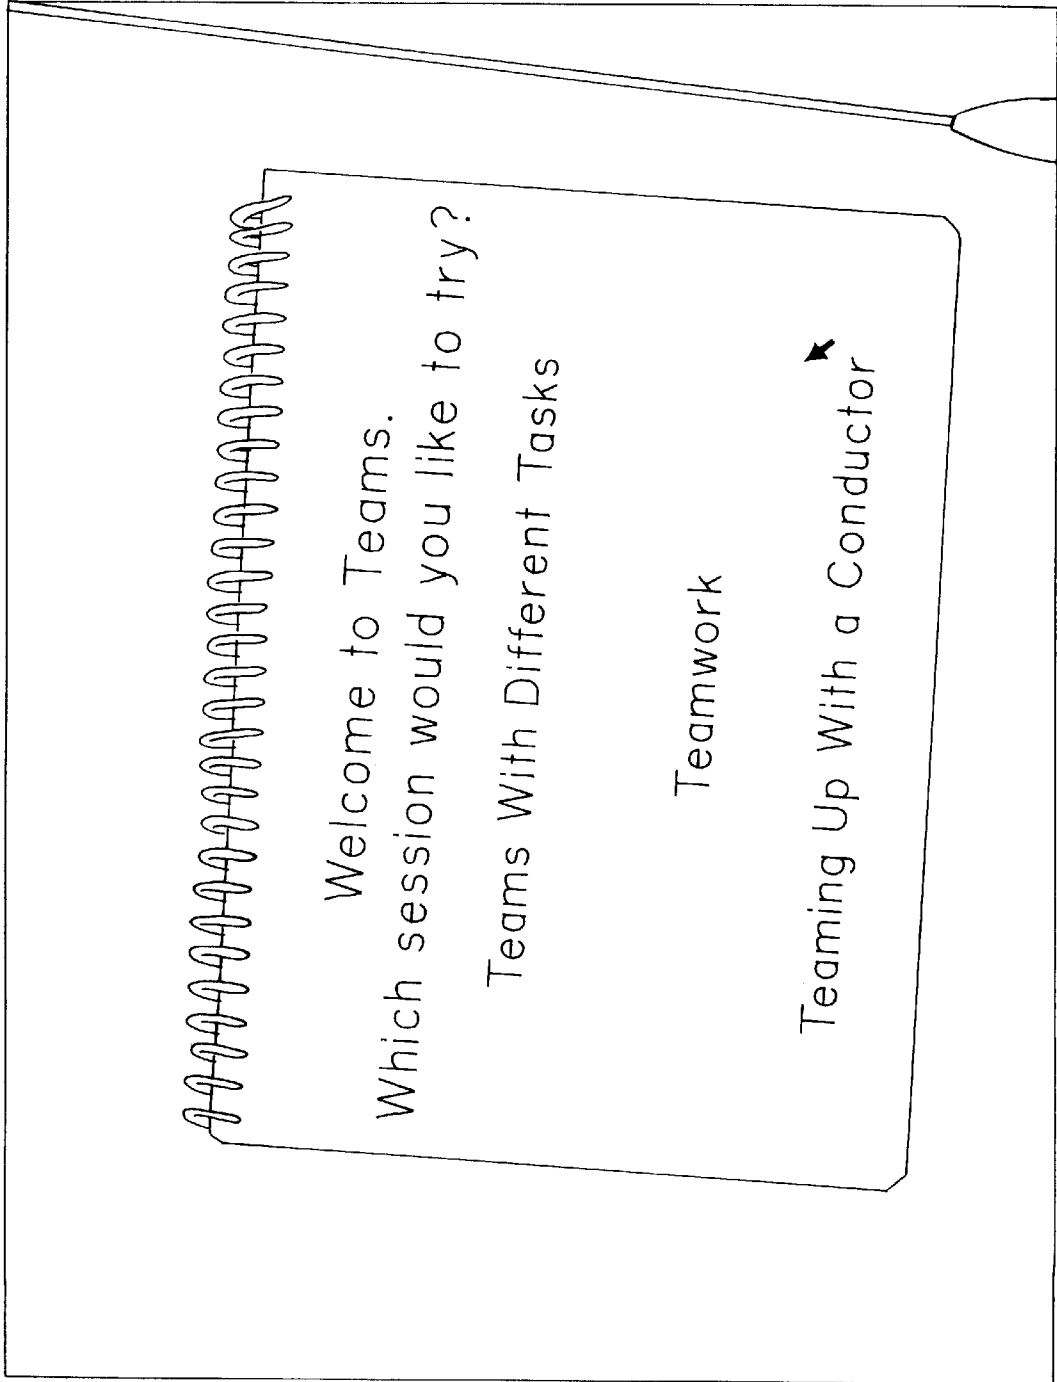 Welcome to Teams.
Which session would you like to try?
Teams With Different Tasks
Teamwork
Teaming Up With a Conductor